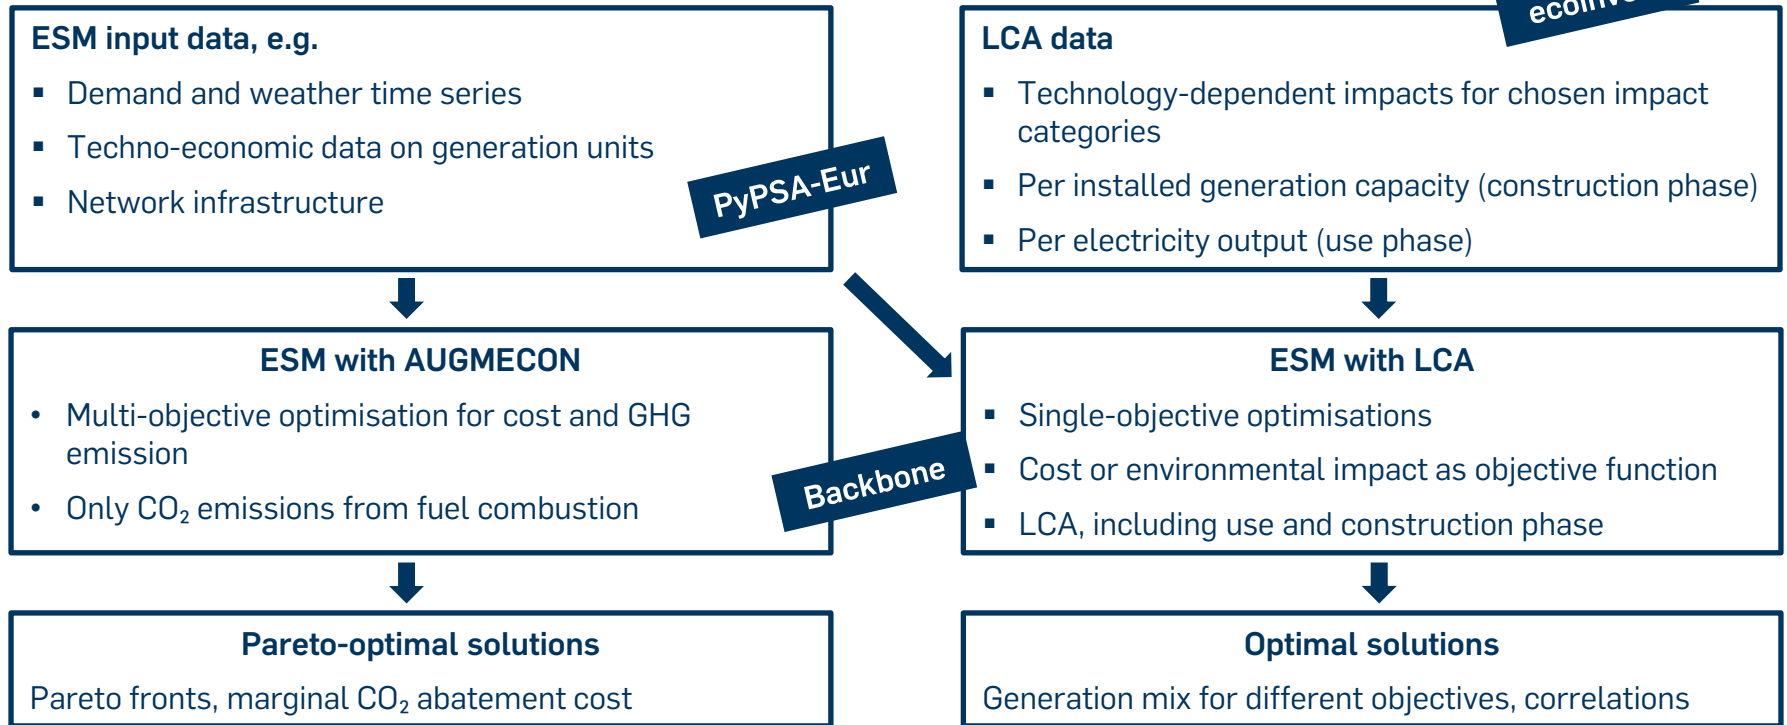 ESM input data, e.g.
▪ Demand and weather time series
▪ Techno-economic data on generation units
▪ Network infrastructure
PyPSA-Eur
LCA data
▪ Technology-dependent impacts for chosen impact
categories
▪ Per installed generation capacity (construction phase)
▪ Per electricity output (use phase)
ESM with AUGMECON
• Multi-objective optimisation for cost and GHG
emission
• Only CO₂ emissions from fuel combustion
Backbone
ESM with LCA
▪ Single-objective optimisations
▪ Cost or environmental impact as objective function
▪ LCA, including use and construction phase
Pareto-optimal solutions
Pareto fronts, marginal CO₂ abatement cost
Optimal solutions
Generation mix for different objectives, correlations